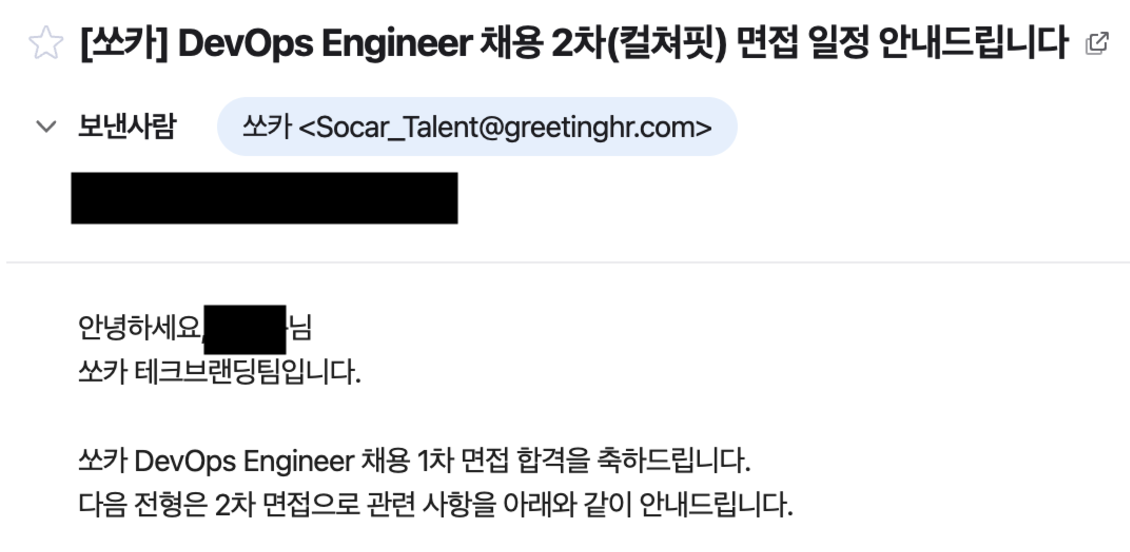 [쏘카] DevOps Engineer 채용 2차(컬쳐핏) 면접 일정 안내드립니다
보낸사람 쏘카 <Socar_Talent@greetinghr.com>
안녕하세요, 님
쏘카 테크브랜딩팀입니다.
쏘카 DevOps Engineer 채용 1차 면접 합격을 축하드립니다.
다음 전형은 2차 면접으로 관련 사항을 아래와 같이 안내드립니다.